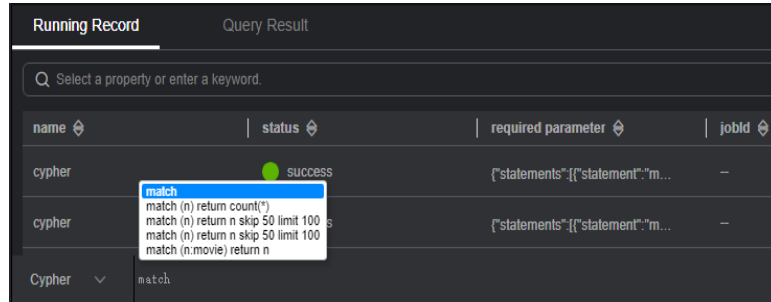 Running Record Query Result
Select a property or enter a keyword.
name status required parameter jobId
cypher success {"statements":[{"statement":"m... --
match
match (n) return count(*)
cypher s {"statements":[{"statement":"m... --
match (n) return n skip 50 limit 100
match (n) return n skip 50 limit 100
match (n:movie) return n
Cypher match